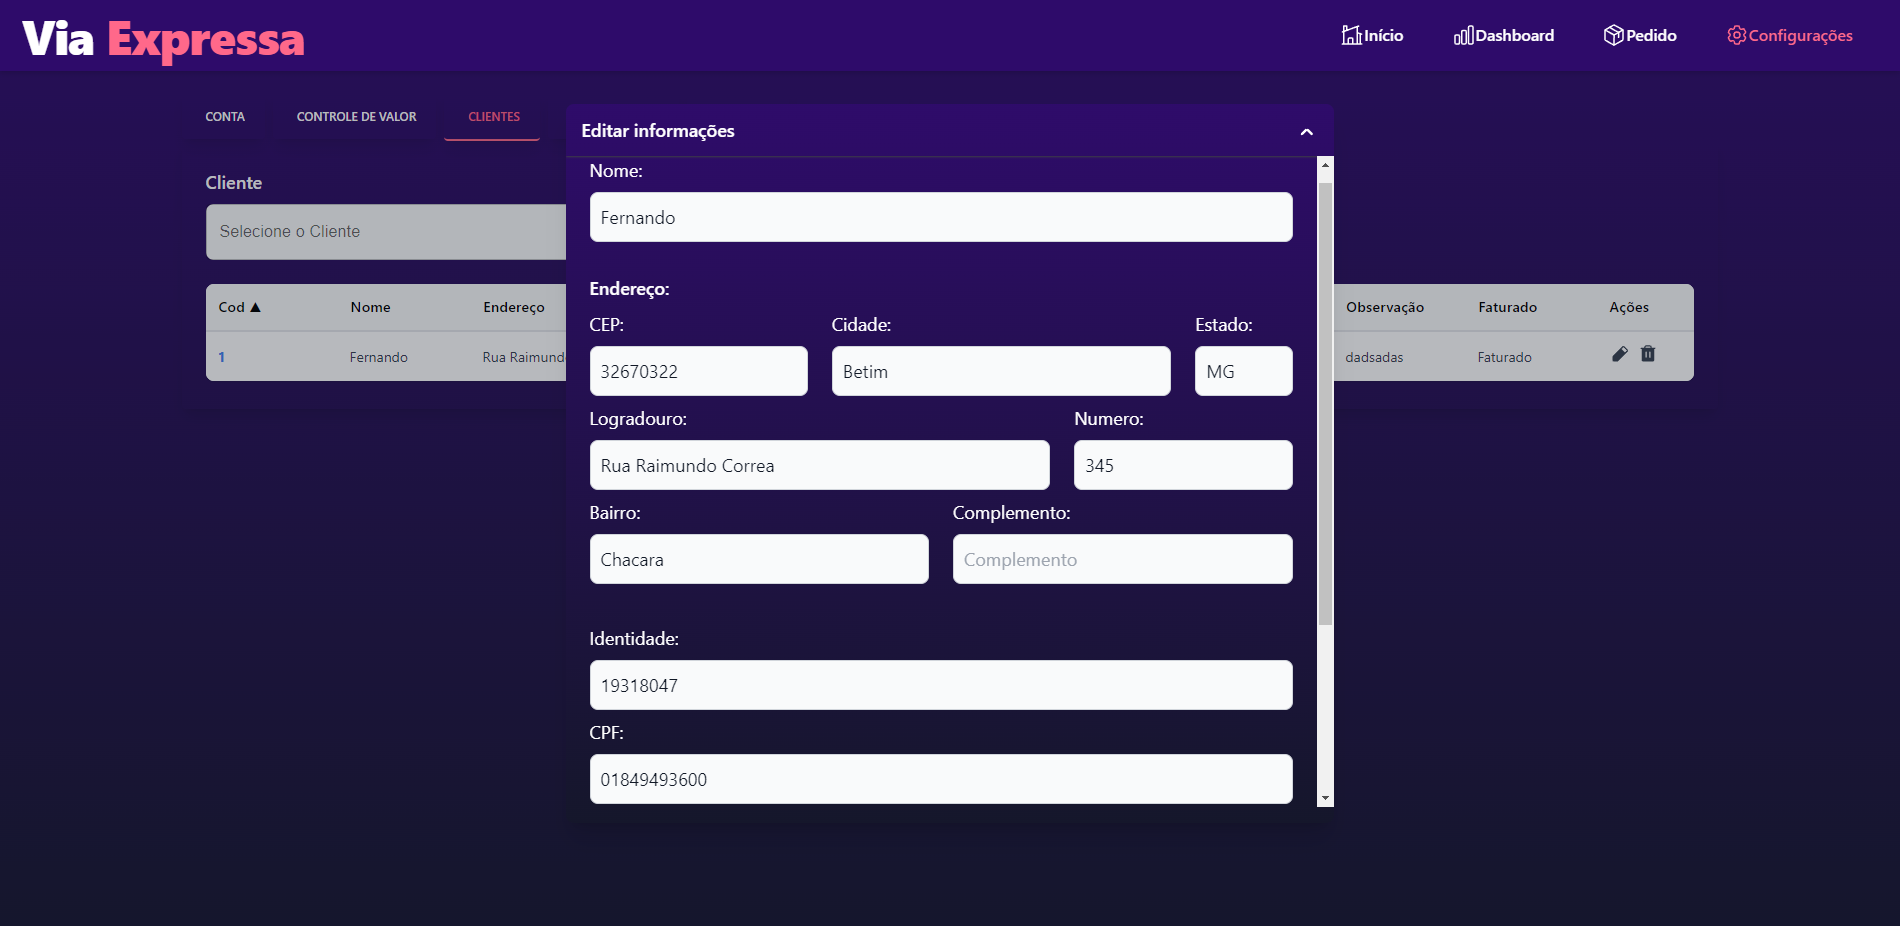 Via Expressa
Início
Dashboard
Pedido
Configurações
CONTA
CONTROLE DE VALOR
CLIENTES
Cliente
Selecione o Cliente
Cod ▲ Nome Endereço Observação Faturado Ações
1 Fernando Rua Raimund dadsadas Faturado
Editar informações
Nome:
Fernando
Endereço:
CEP: Cidade: Estado:
32670322 Betim MG
Logradouro: Numero:
Rua Raimundo Correa 345
Bairro: Complemento:
Chacara Complemento
Identidade:
19318047
CPF:
01849493600